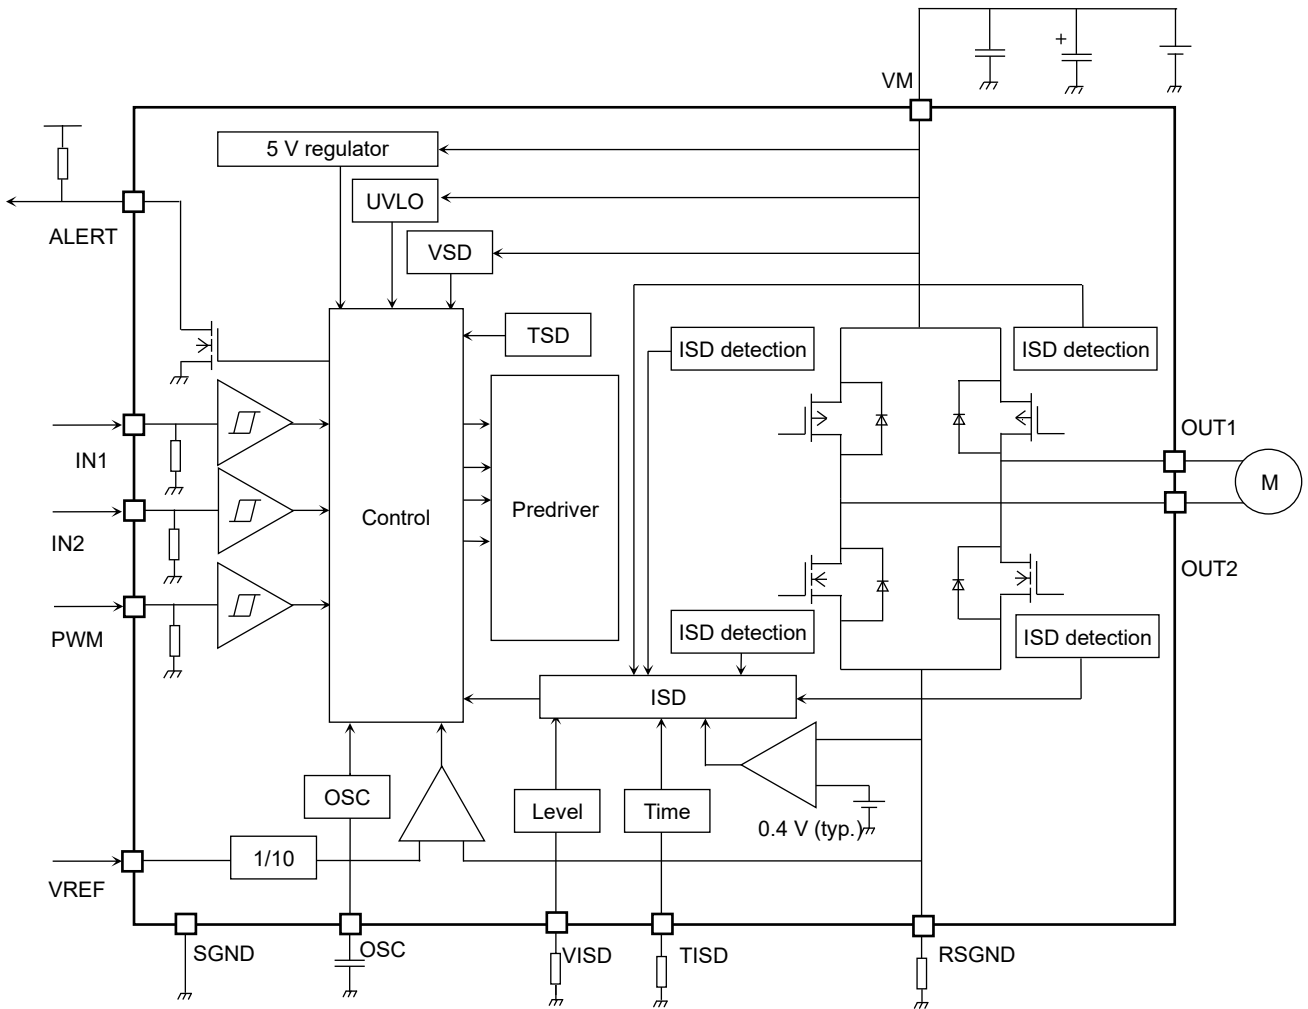 VM
+
5 V regulator
UVLO
ALERT
VSD
TSD
ISD detection
ISD detection
OUT1
IN1
M
Control
Predriver
IN2
OUT2
PWM
ISD detection
ISD detection
ISD
OSC
Level
Time
0.4 V (typ.)
1/10
VREF
SGND
OSC
VISD
TISD
RSGND